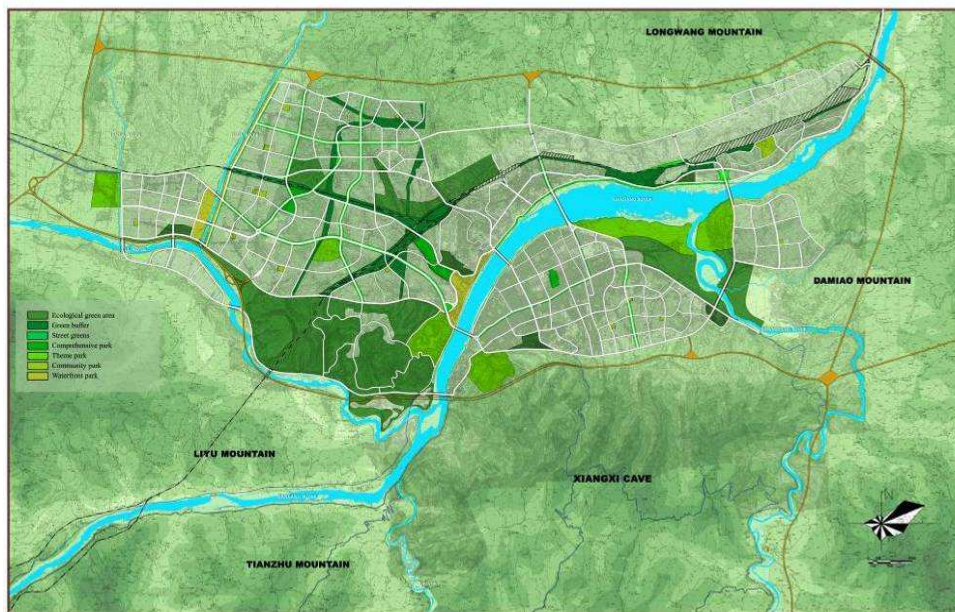 LONGWANG MOUNTAIN
DAMIAO MOUNTAIN
Ecological green area
Green buffer
Street greens
Comprehensive park
Theme park
Community park
Waterfront park
LIYU MOUNTAIN
XIANGXI CAVE
N
TIANZHU MOUNTAIN